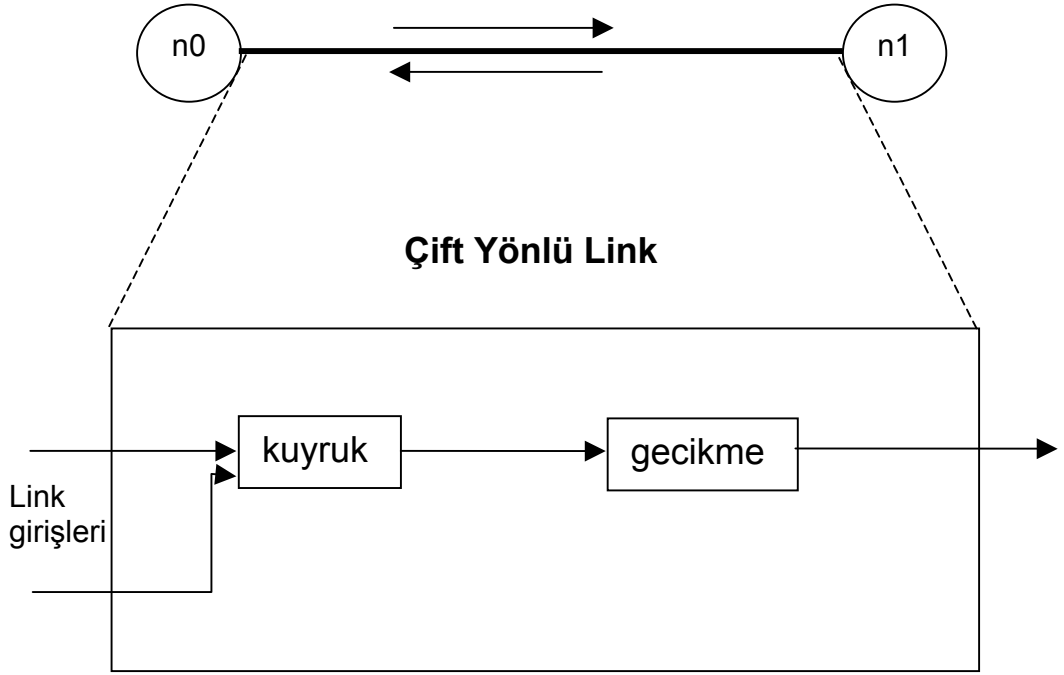 n0
n1
Çift Yönlü Link
kuyruk
gecikme
Link
girişleri